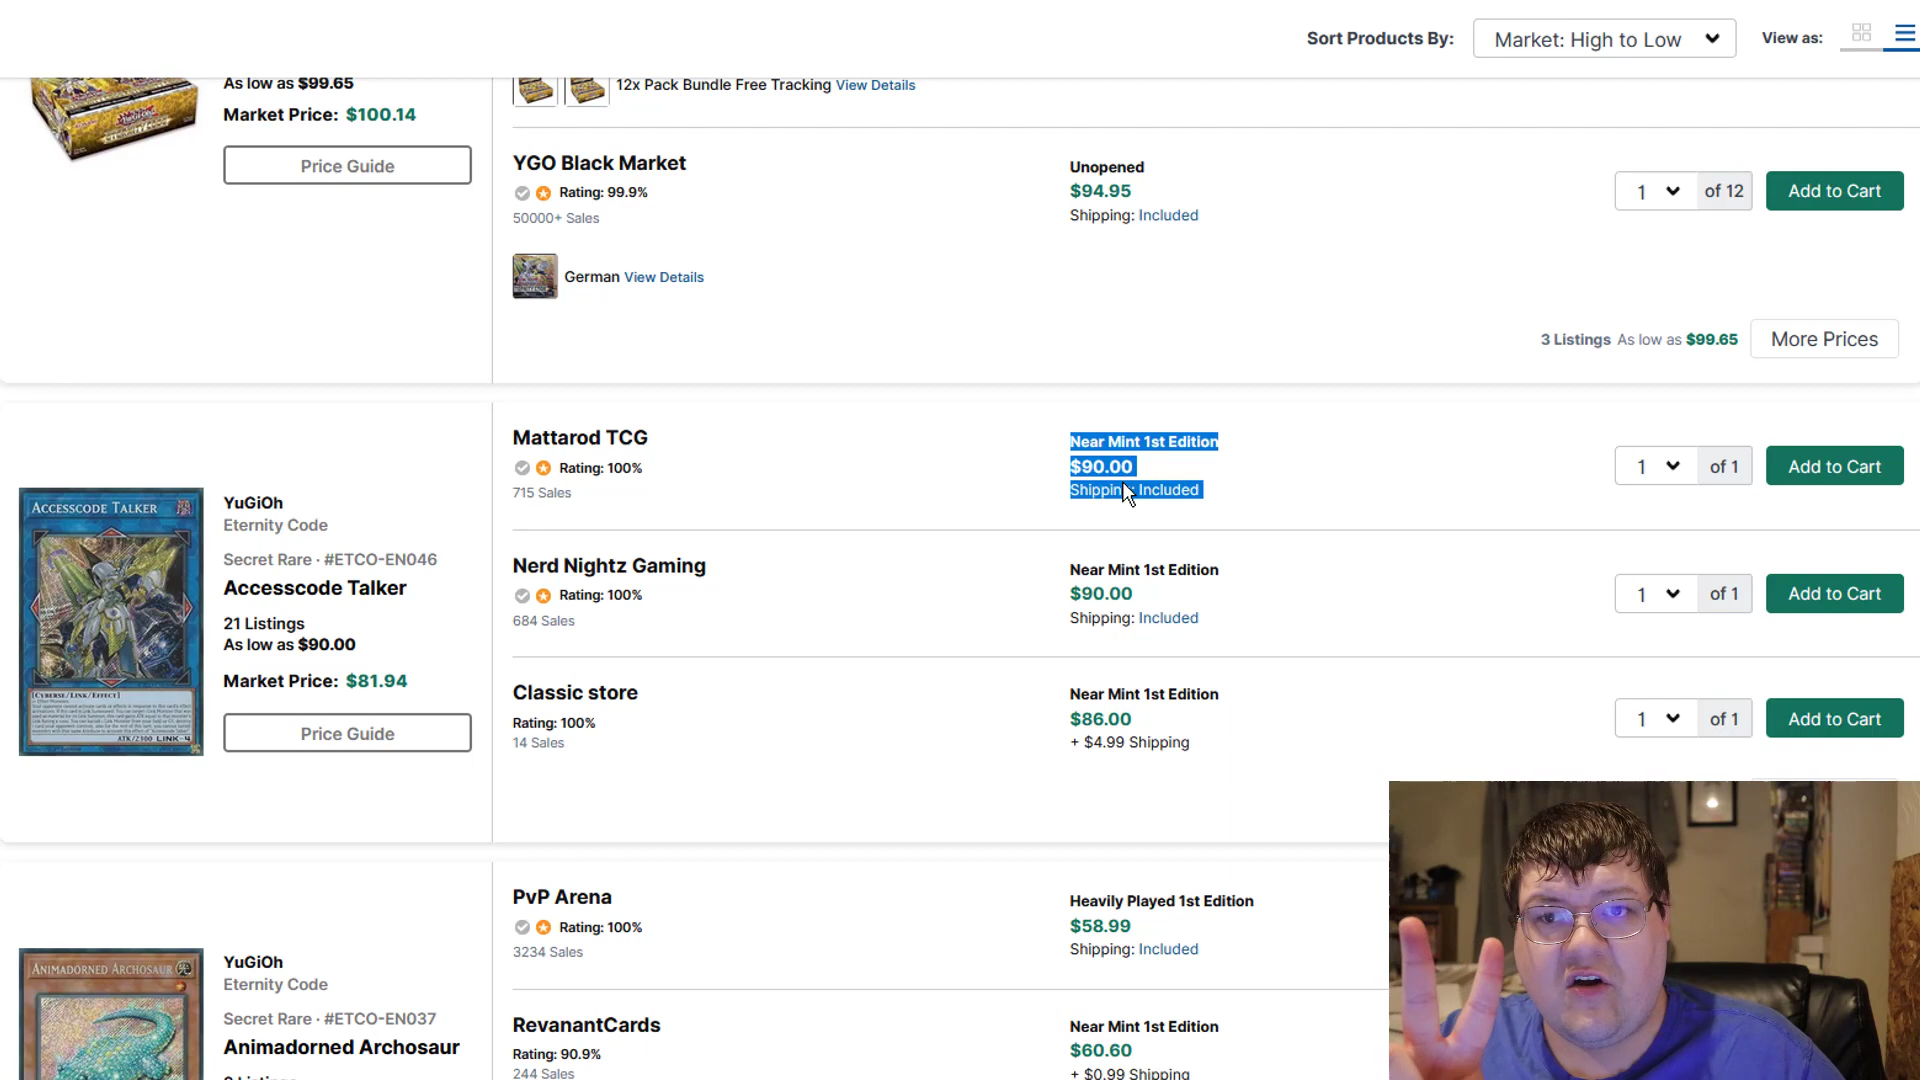 Sort Products By:
Market: High to Low
View as:
As low as $99.65
Market Price: $100.14
Price Guide
12x Pack Bundle Free Tracking View Details
YGO Black Market
Rating: 99.9%
50000+ Sales
Unopened
$94.95
Shipping: Included
1
of 12
Add to Cart
German View Details
3 Listings As low as $99.65
More Prices
ACCESSCODE TALKER
[CYBERSE/LINK/EFFECT]
ATK/2300 LINK-4
YuGiOh
Eternity Code
Secret Rare · #ETCO-EN046
Accesscode Talker
21 Listings
As low as $90.00
Market Price: $81.94
Price Guide
Mattarod TCG
Rating: 100%
715 Sales
Near Mint 1st Edition
$90.00
Shipping: Included
1
of 1
Add to Cart
Nerd Nightz Gaming
Rating: 100%
684 Sales
Near Mint 1st Edition
$90.00
Shipping: Included
1
of 1
Add to Cart
Classic store
Rating: 100%
14 Sales
Near Mint 1st Edition
$86.00
+ $4.99 Shipping
1
of 1
Add to Cart
ANIMADORNED ARCHOSAUR
YuGiOh
Eternity Code
Secret Rare · #ETCO-EN037
Animadorned Archosaur
PvP Arena
Rating: 100%
3234 Sales
Heavily Played 1st Edition
$58.99
Shipping: Included
RevanantCards
Rating: 90.9%
244 Sales
Near Mint 1st Edition
$60.60
+ $0.99 Shipping